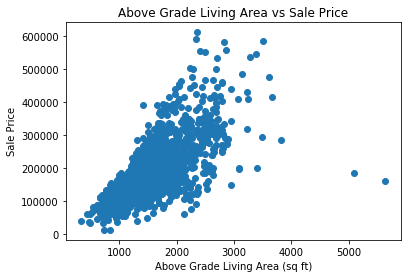 Above Grade Living Area vs Sale Price
600000
500000
400000
300000
200000
100000
0
Sale Price
1000 2000 3000 4000 5000
Above Grade Living Area (sq ft)